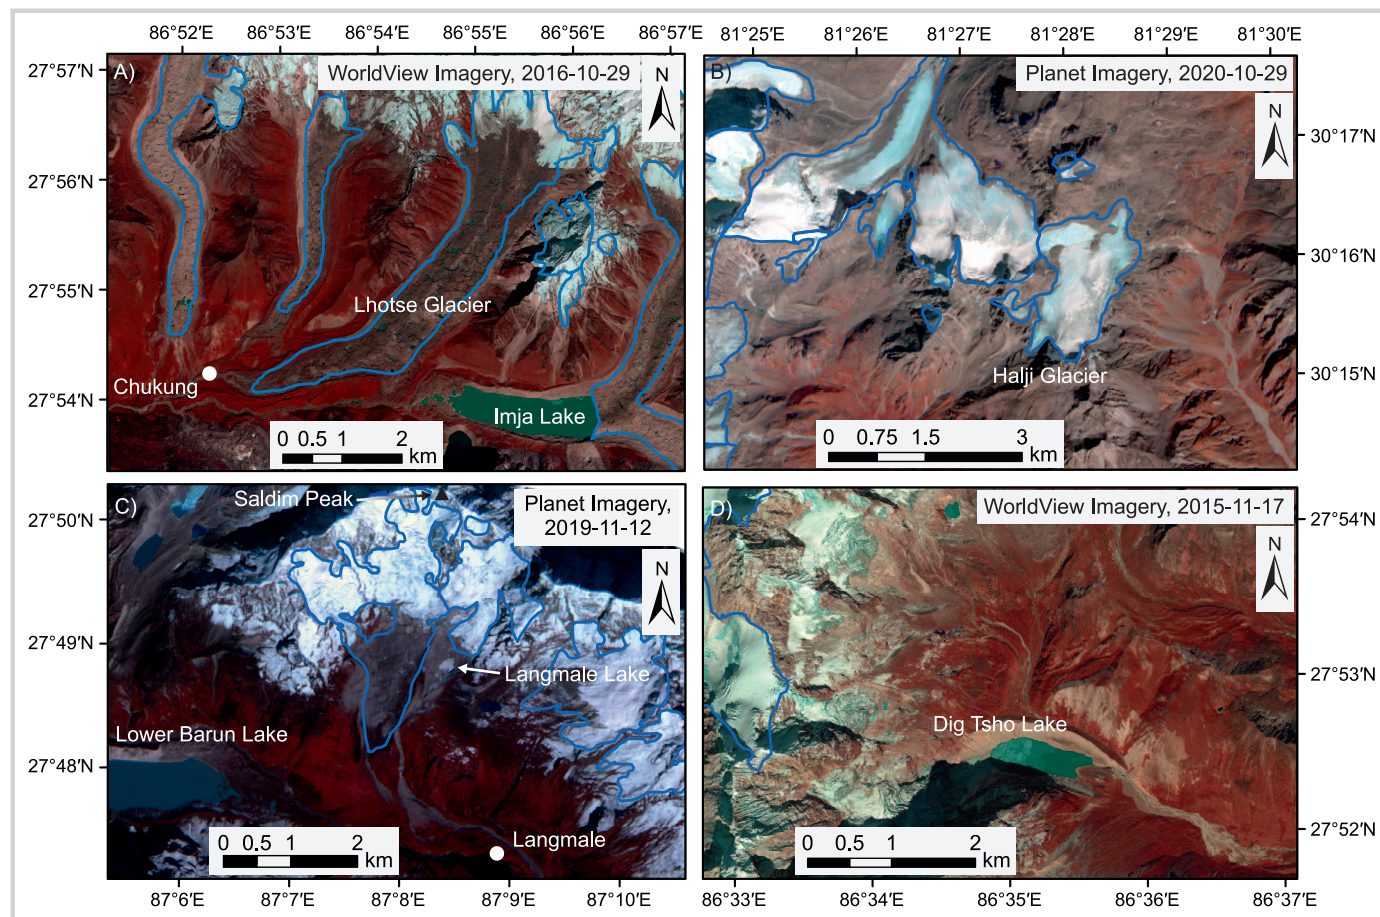 86°52′E 86°53′E 86°54′E 86°55′E 86°56′E 86°57′E
27°57′N
27°56′N
27°55′N
27°54′N
A)
WorldView Imagery, 2016-10-29
N
Lhotse Glacier
Chukung
Imja Lake
0 0.5 1 2
km
81°25′E 81°26′E 81°27′E 81°28′E 81°29′E 81°30′E
B)
Planet Imagery, 2020-10-29
N
30°17′N
30°16′N
30°15′N
Halji Glacier
0 0.75 1.5 3
km
C)
Saldim Peak
Planet Imagery,
2019-11-12
N
27°50′N
27°49′N
27°48′N
Langmale Lake
Lower Barun Lake
Langmale
0 0.5 1 2
km
87°6′E 87°7′E 87°8′E 87°9′E 87°10′E
D)
WorldView Imagery, 2015-11-17
N
27°54′N
27°53′N
27°52′N
Dig Tsho Lake
0 0.5 1 2
km
86°33′E 86°34′E 86°35′E 86°36′E 86°37′E